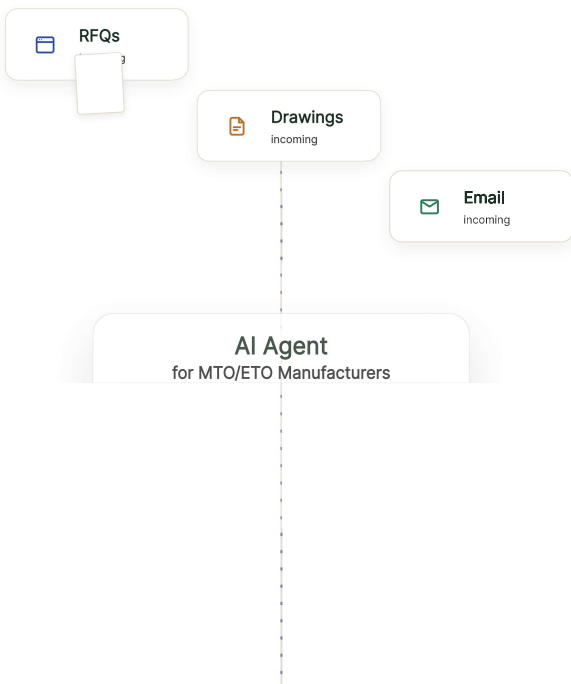 RFQs
Drawings
incoming
Email
incoming
AI Agent
for MTO/ETO Manufacturers